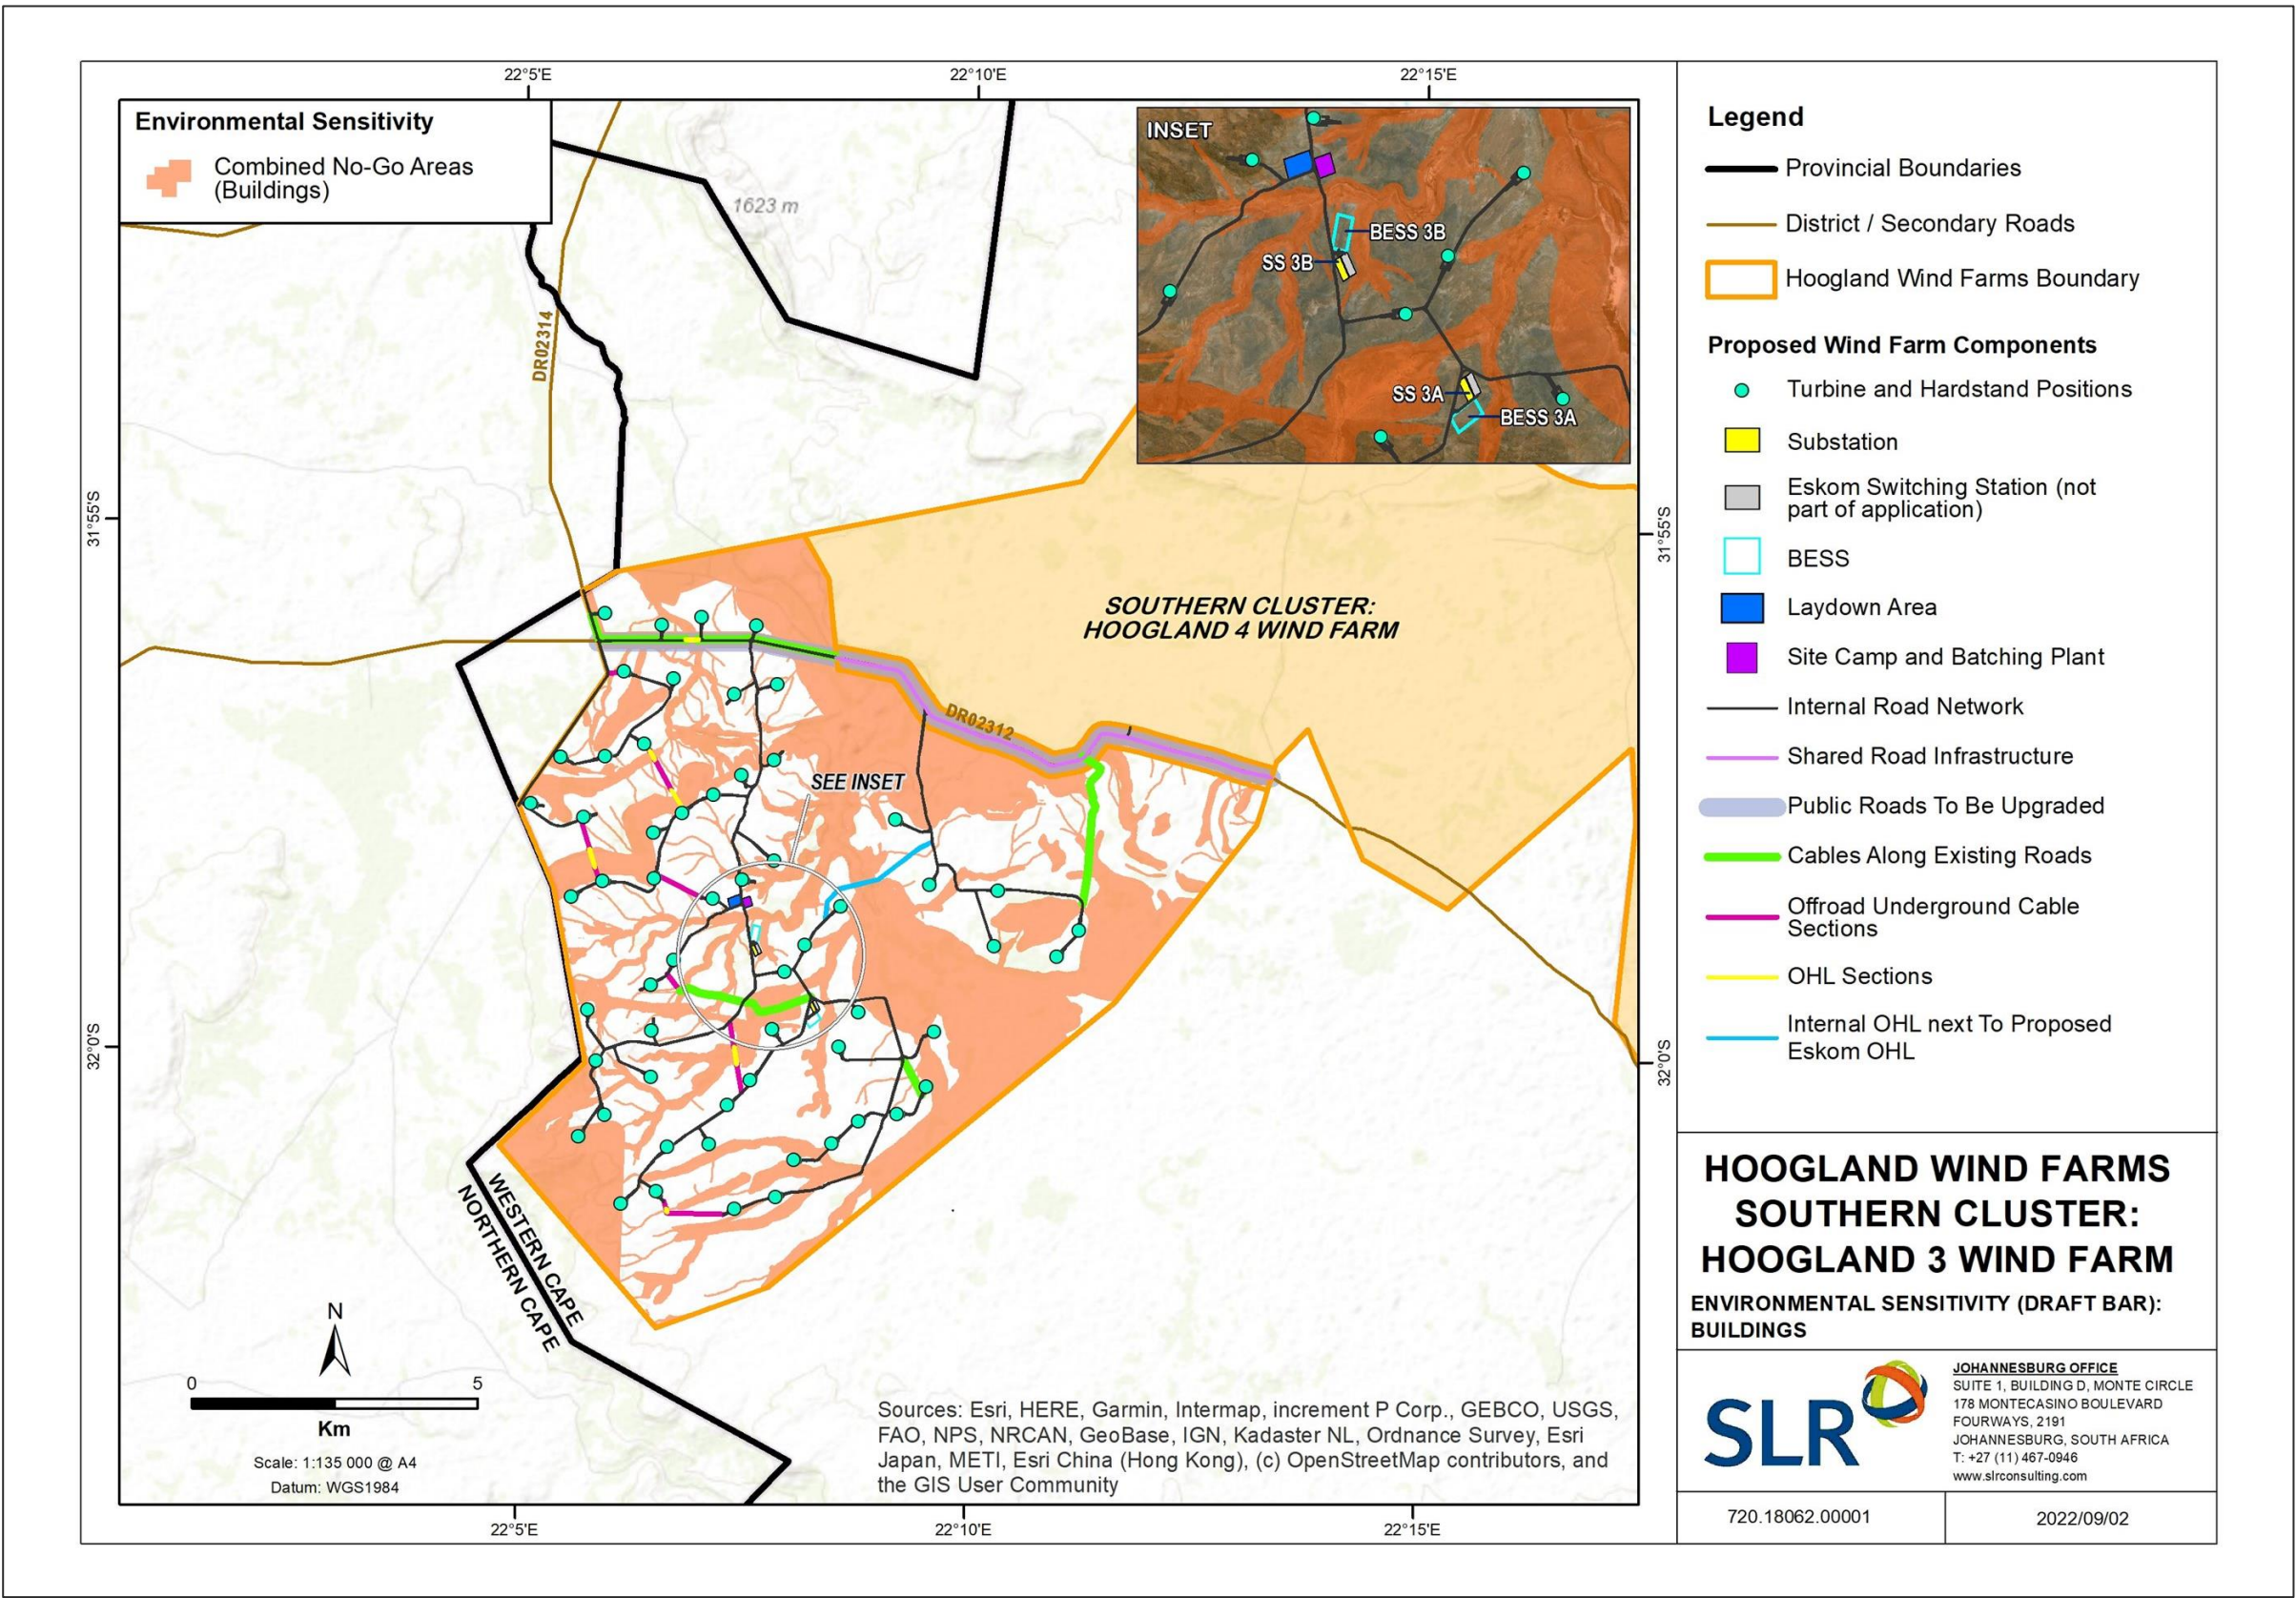 22°5'E
22°10'E
22°15'E
Environmental Sensitivity
Combined No-Go Areas
(Buildings)
1623 m
DR02314
INSET
BESS 3B
SS 3B
SS 3A
BESS 3A
31°55'S
31°55'S
SOUTHERN CLUSTER:
HOOGLAND 4 WIND FARM
DR02312
SEE INSET
32°0'S
32°0'S
WESTERN CAPE
NORTHERN CAPE
N
0
5
Km
Scale: 1:135 000 @ A4
Datum: WGS1984
Sources: Esri, HERE, Garmin, Intermap, increment P Corp., GEBCO, USGS,
FAO, NPS, NRCAN, GeoBase, IGN, Kadaster NL, Ordnance Survey, Esri
Japan, METI, Esri China (Hong Kong), (c) OpenStreetMap contributors, and
the GIS User Community
22°5'E
22°10'E
22°15'E
Legend
Provincial Boundaries
District / Secondary Roads
Hoogland Wind Farms Boundary
Proposed Wind Farm Components
Turbine and Hardstand Positions
Substation
Eskom Switching Station (not
part of application)
BESS
Laydown Area
Site Camp and Batching Plant
Internal Road Network
Shared Road Infrastructure
Public Roads To Be Upgraded
Cables Along Existing Roads
Offroad Underground Cable
Sections
OHL Sections
Internal OHL next To Proposed
Eskom OHL
HOOGLAND WIND FARMS
SOUTHERN CLUSTER:
HOOGLAND 3 WIND FARM
ENVIRONMENTAL SENSITIVITY (DRAFT BAR):
BUILDINGS
SLR
JOHANNESBURG OFFICE
SUITE 1, BUILDING D, MONTE CIRCLE
178 MONTECASINO BOULEVARD
FOURWAYS, 2191
JOHANNESBURG, SOUTH AFRICA
T: +27 (11) 467-0946
www.slrconsulting.com
720.18062.00001
2022/09/02